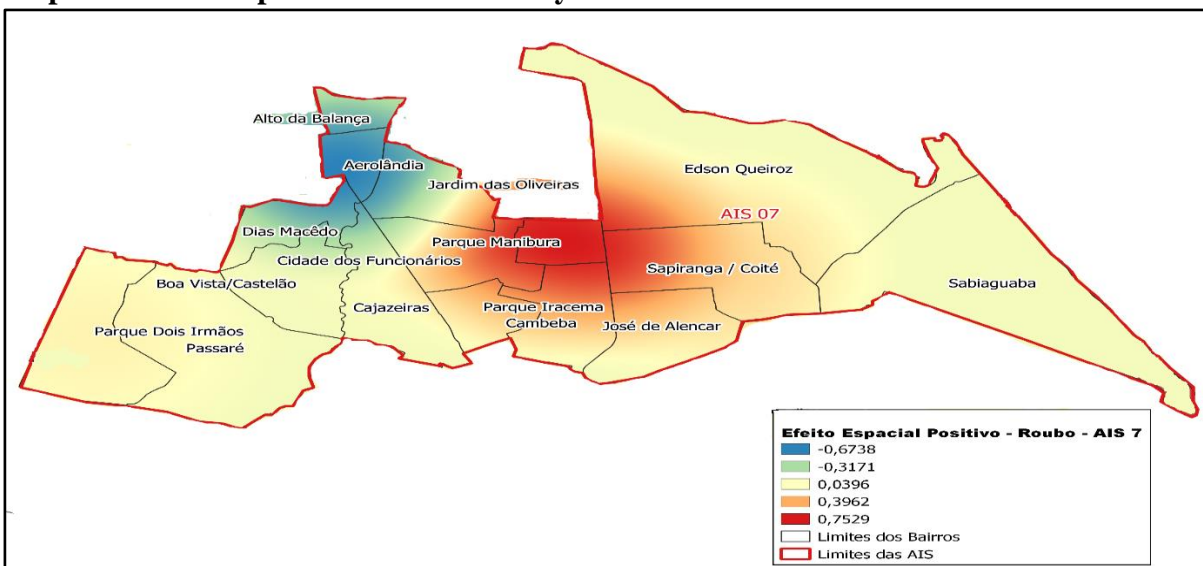 Alto da Balança
Aerolândia
Edson Queiroz
Jardim das Oliveiras
AIS 07
Dias Macêdo
Parque Manibura
Cidade dos Funcionários
Sapiranga / Coité
Boa Vista/Castelão
Sabiaguaba
Cajazeiras
Parque Iracema
Cambeba
José de Alencar
Parque Dois Irmãos
Passaré
Efeito Espacial Positivo - Roubo - AIS 7
-0,6738
-0,3171
0,0396
0,3962
0,7529
Limites dos Bairros
Limites das AIS